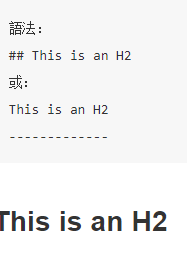 語法:
## This is an H2
或:
This is an H2
-------------
This is an H2